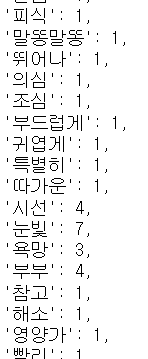 '피식': 1,
'말똥말똥': 1,
'뛰어나': 1,
'의심': 1,
'조심': 1,
'부드럽게': 1,
'귀엽게': 1,
'특별히': 1,
'따가운': 1,
'시선': 4,
'눈빛': 7,
'욕망': 3,
'부부': 4,
'참고': 1,
'해소': 1,
'영양가': 1,
'빨리': 1,